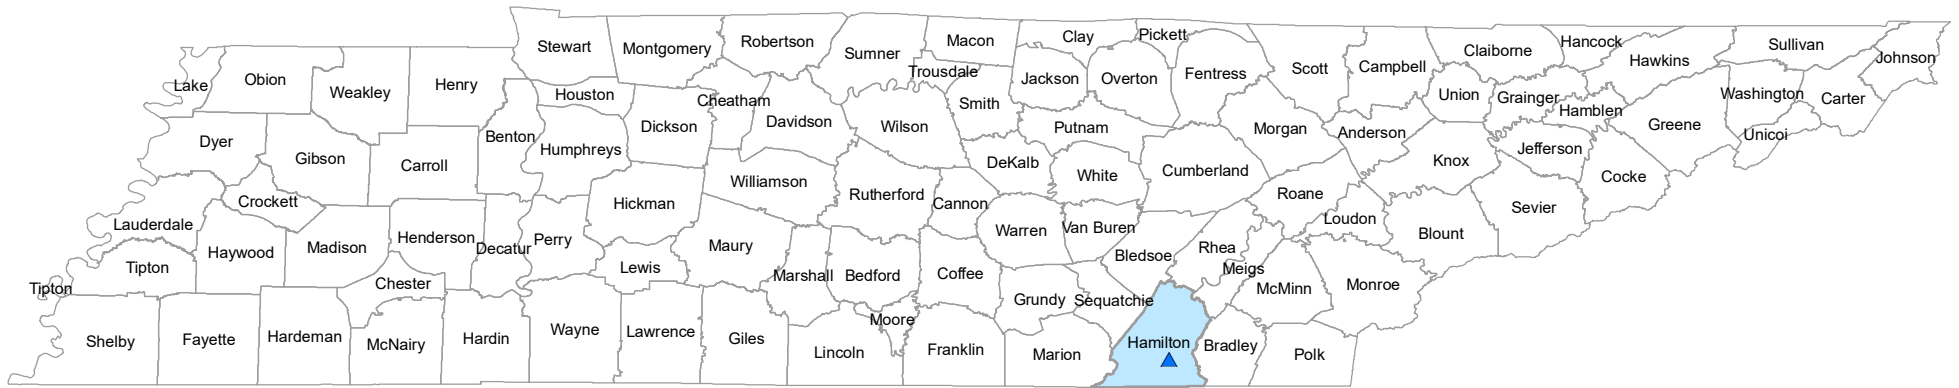 Stewart
Montgomery
Robertson
Sumner
Macon
Clay
Pickett
Claiborne
Hancock
Hawkins
Sullivan
Johnson
Lake
Obion
Weakley
Henry
Houston
Cheatham
Trousdale
Jackson
Overton
Fentress
Scott
Campbell
Union
Grainger
Hamblen
Washington
Carter
Dyer
Gibson
Carroll
Benton
Humphreys
Dickson
Davidson
Wilson
Smith
Putnam
Morgan
Anderson
Knox
Jefferson
Greene
Unicoi
Crockett
Hickman
Williamson
Rutherford
Cannon
DeKalb
White
Cumberland
Roane
Loudon
Sevier
Cocke
Lauderdale
Haywood
Madison
Henderson
Decatur
Perry
Lewis
Maury
Marshall
Bedford
Coffee
Warren
Van Buren
Bledsoe
Rhea
Meigs
McMinn
Monroe
Blount
Tipton
Tipton
Chester
Grundy
Sequatchie
Shelby
Fayette
Hardeman
McNairy
Hardin
Wayne
Lawrence
Giles
Lincoln
Moore
Franklin
Marion
Hamilton
Bradley
Polk